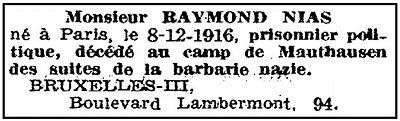 Monsieur RAYMOND NIAS
né à Paris, le 8-12-1916, prisonnier poli-
tique, décédé au camp de Mauthausen
des suites de la barbarie nazie.
BRUXELLES-III,
Boulevard Lambermont, 94.